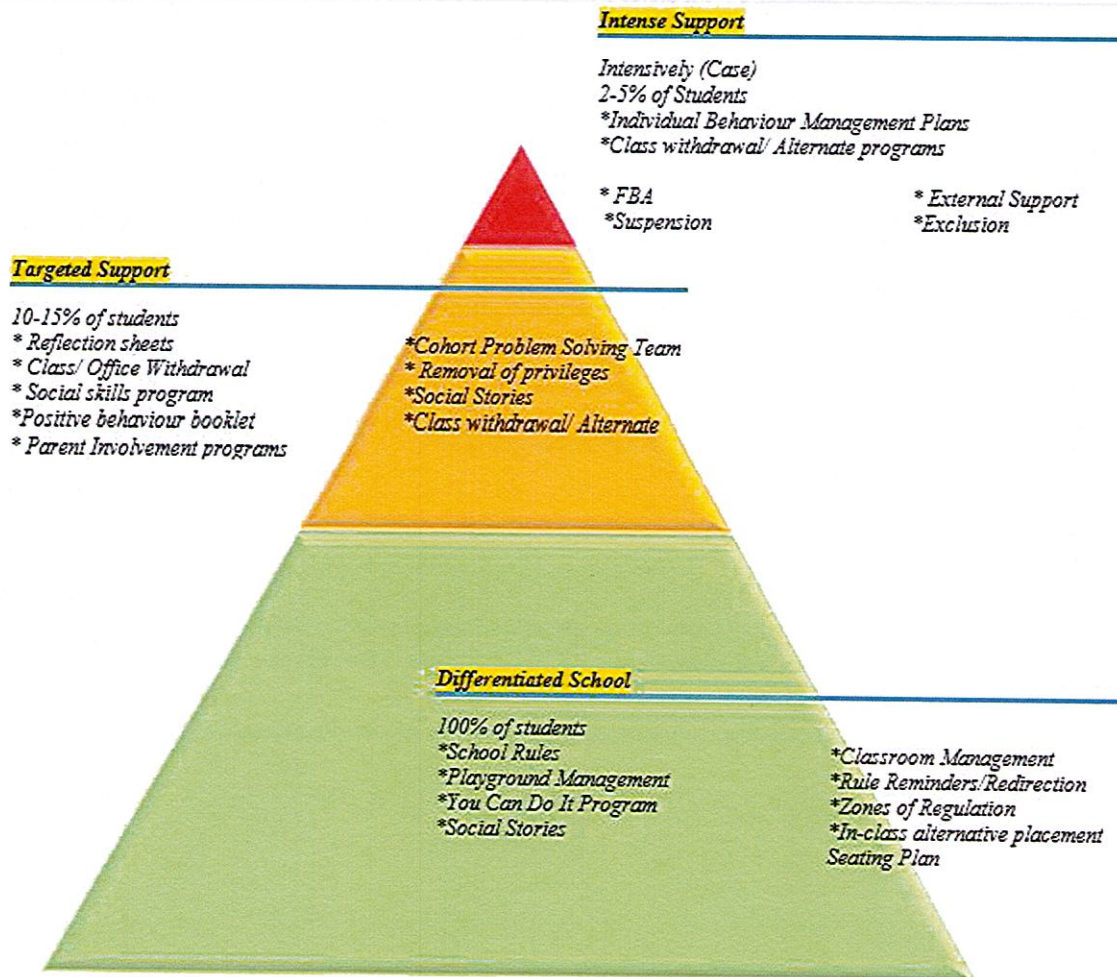 Intense Support
Intensively (Case)
2-5% of Students
*Individual Behaviour Management Plans
*Class withdrawal/ Alternate programs
* FBA
* External Support
*Suspension
*Exclusion
Targeted Support
10-15% of students
* Reflection sheets
* Class/ Office Withdrawal
* Social skills program
*Positive behaviour booklet
* Parent Involvement programs
*Cohort Problem Solving Team
* Removal of privileges
*Social Stories
*Class withdrawal/ Alternate
Differentiated School
100% of students
*School Rules
*Playground Management
*You Can Do It Program
*Social Stories
*Classroom Management
*Rule Reminders/Redirection
*Zones of Regulation
*In-class alternative placement
Seating Plan